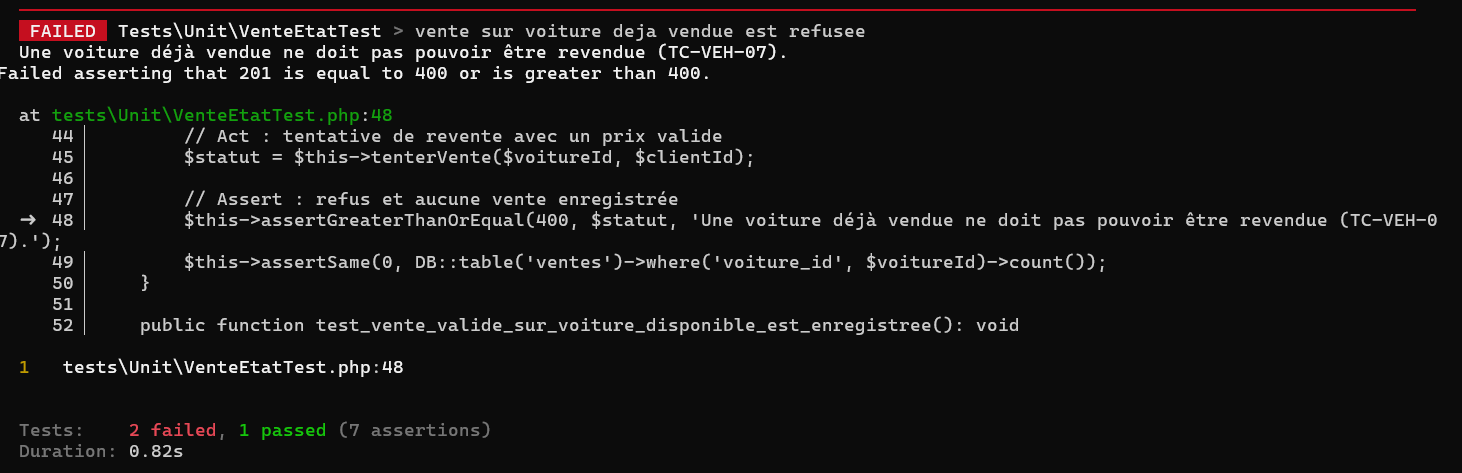 FAILED Tests\Unit\VenteEtatTest > vente sur voiture deja vendue est refusee
Une voiture déjà vendue ne doit pas pouvoir être revendue (TC-VEH-07).
Failed asserting that 201 is equal to 400 or is greater than 400.
at tests\Unit\VenteEtatTest.php:48
44 // Act : tentative de revente avec un prix valide
45 $statut = $this->tenterVente($voitureId, $clientId);
46
47 // Assert : refus et aucune vente enregistrée
➜ 48 $this->assertGreaterThanOrEqual(400, $statut, 'Une voiture déjà vendue ne doit pas pouvoir être revendue (TC-VEH-0
7).');
49 $this->assertSame(0, DB::table('ventes')->where('voiture_id', $voitureId)->count());
50 }
51
52 public function test_vente_valide_sur_voiture_disponible_est_enregistree(): void
1 tests\Unit\VenteEtatTest.php:48
Tests: 2 failed, 1 passed (7 assertions)
Duration: 0.82s